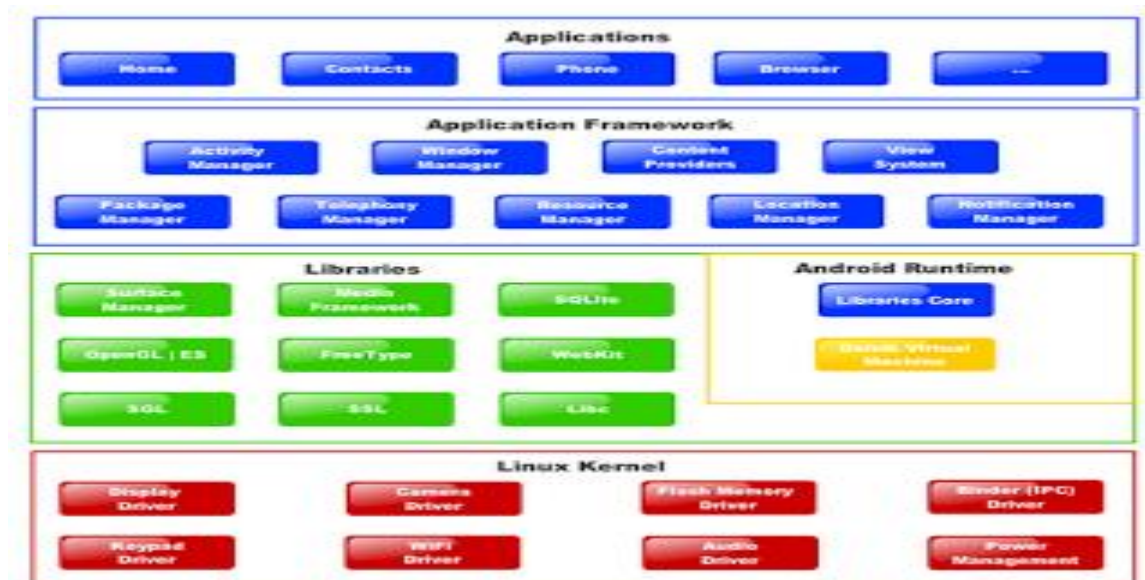 Applications
Home
Contacts
Phone
Browser
...
Application Framework
Activity
Manager
Window
Manager
Content
Providers
View
System
Package
Manager
Telephony
Manager
Resource
Manager
Location
Manager
Notification
Manager
Libraries
Surface
Manager
Media
Framework
SQLite
OpenGL | ES
FreeType
WebKit
SGL
SSL
Libc
Android Runtime
Libraries Core
Dalvik Virtual
Machine
Linux Kernel
Display
Driver
Camera
Driver
Flash Memory
Driver
Binder (IPC)
Driver
Keypad
Driver
WiFi
Driver
Audio
Driver
Power
Management